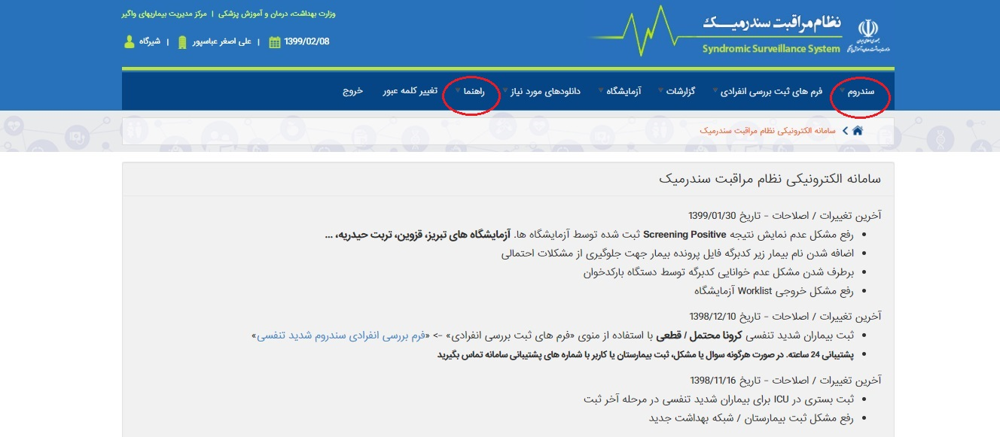 نظام مراقبت سندرمیک
Syndromic Surveillance System
وزارت بهداشت، درمان و آموزش پزشکی | مرکز مدیریت بیماریهای واگیر
1399/02/08 | علی اصغر عباسپور | شیرگاه
سندروم
فرم های ثبت بررسی انفرادی
گزارشات
آزمایشگاه
دانلودهای مورد نیاز
راهنما
تغییر کلمه عبور
خروج
سامانه الکترونیکی نظام مراقبت سندرمیک
سامانه الکترونیکی نظام مراقبت سندرمیک
آخرین تغییرات / اصلاحات - تاریخ 1399/01/30
رفع مشکل عدم نمایش نتیجه Screening Positive ثبت شده توسط آزمایشگاه ها. آزمایشگاه های تبریز، قزوین، تربت حیدریه، ...
اضافه شدن نام بیمار زیر کدبرگه فایل پرونده بیمار جهت جلوگیری از مشکلات احتمالی
برطرف شدن مشکل عدم خوانایی کدبرگه توسط دستگاه بارکدخوان
رفع مشکل خروجی Worklist آزمایشگاه
آخرین تغییرات / اصلاحات - تاریخ 1398/12/10
ثبت بیماران شدید تنفسی کرونا محتمل / قطعی با استفاده از منوی «فرم های ثبت بررسی انفرادی» -> «فرم بررسی انفرادی سندروم شدید تنفسی»
پشتیبانی 24 ساعته. در صورت هرگونه سوال یا مشکل، ثبت بیمارستان یا کاربر با شماره های پشتیبانی سامانه تماس بگیرید
آخرین تغییرات / اصلاحات - تاریخ 1398/11/16
ثبت بستری در ICU برای بیماران شدید تنفسی در مرحله آخر ثبت
رفع مشکل ثبت بیمارستان / شبکه بهداشت جدید